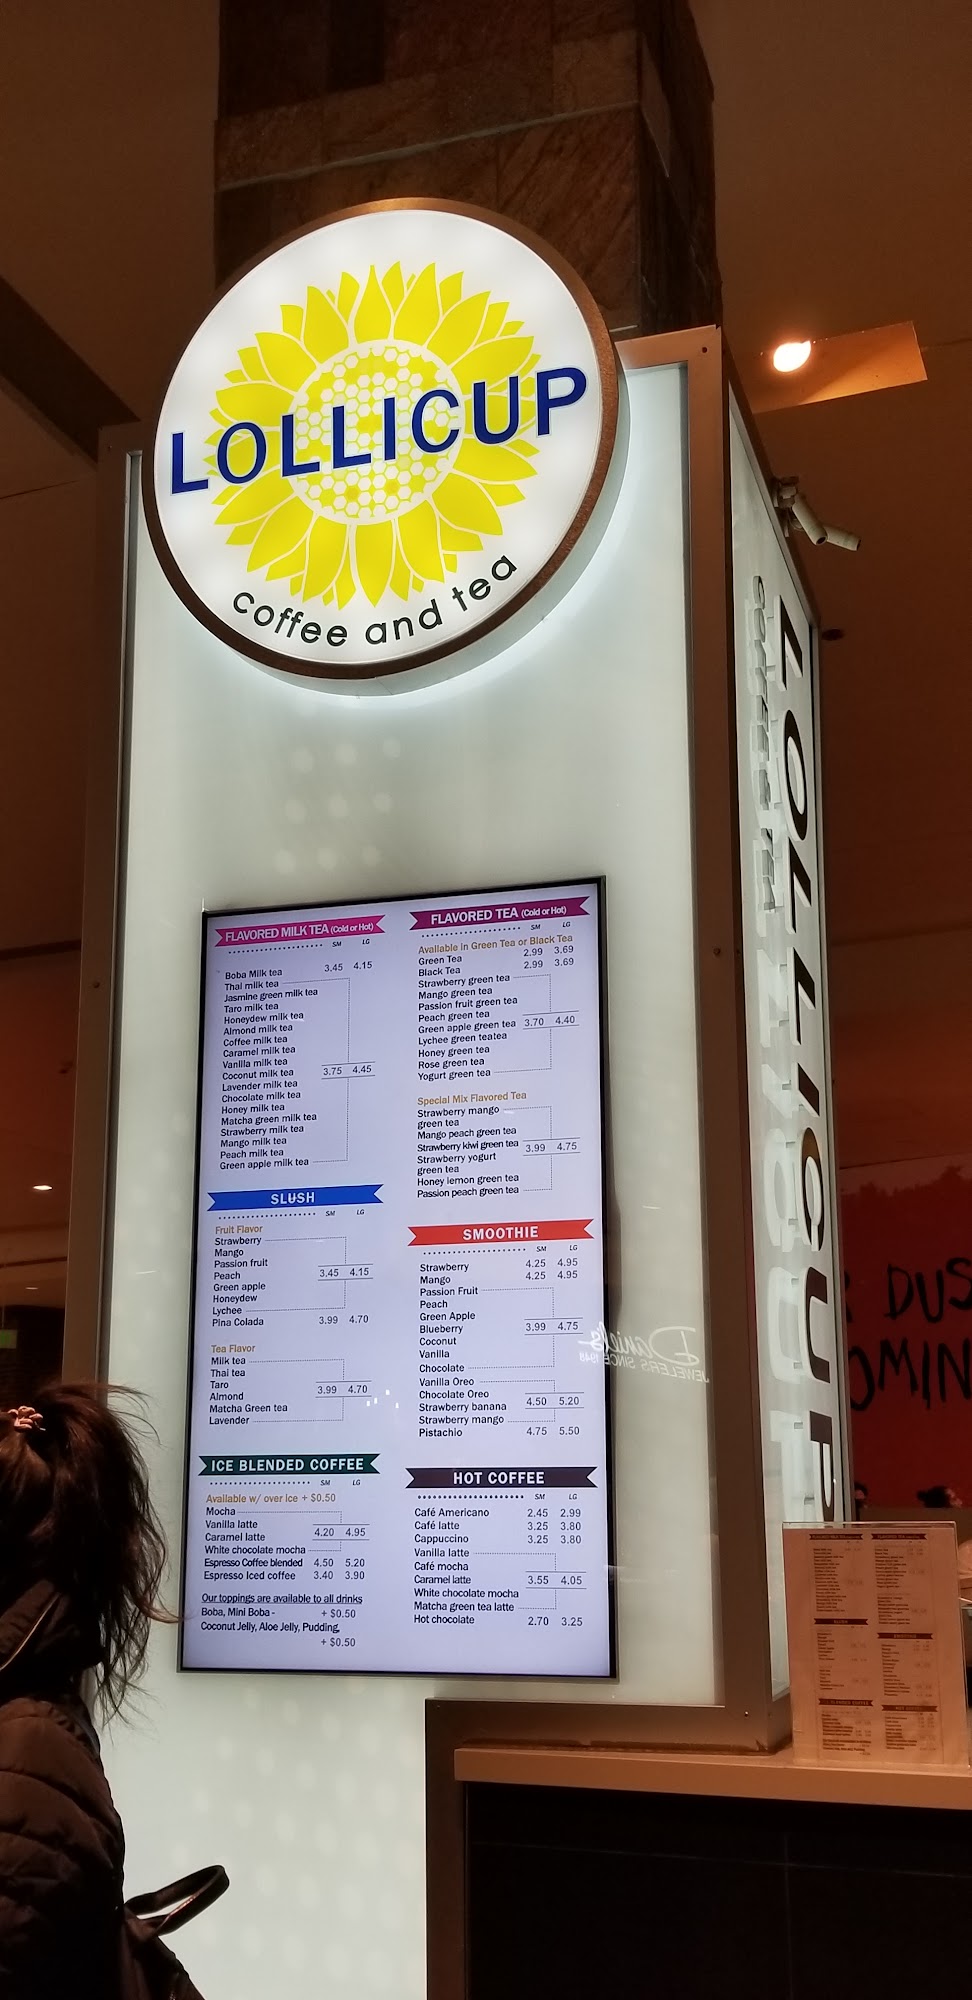 LOLLICUP
coffee and tea
LOLLICUP
FLAVORED MILK TEA (Cold or Hot)
SM LG
Boba Milk tea 3.45 4.15
Thai milk tea
Jasmine green milk tea
Taro milk tea
Honeydew milk tea
Almond milk tea
Coffee milk tea
Caramel milk tea
Vanilla milk tea
Coconut milk tea 3.75 4.45
Lavender milk tea
Chocolate milk tea
Honey milk tea
Matcha green milk tea
Strawberry milk tea
Mango milk tea
Peach milk tea
Green apple milk tea
SLUSH
SM LG
Fruit Flavor
Strawberry
Mango
Passion fruit
Peach 3.45 4.15
Green apple
Honeydew
Lychee
Pina Colada 3.99 4.70
Tea Flavor
Milk tea
Thai tea
Taro
Almond 3.99 4.70
Matcha Green tea
Lavender
ICE BLENDED COFFEE
SM LG
Available w/ over ice + $0.50
Mocha
Vanilla latte
Caramel latte 4.20 4.95
White chocolate mocha
Espresso Coffee blended 4.50 5.20
Espresso Iced coffee 3.40 3.90
Our toppings are available to all drinks
Boba, Mini Boba - + $0.50
Coconut Jelly, Aloe Jelly, Pudding,
+ $0.50
FLAVORED TEA (Cold or Hot)
SM LG
Available In Green Tea or Black Tea
Green Tea 2.99 3.69
Black Tea 2.99 3.69
Strawberry green tea
Mango green tea
Passion fruit green tea
Peach green tea
Green apple green tea 3.70 4.40
Lychee green teatea
Honey green tea
Rose green tea
Yogurt green tea
Special Mix Flavored Tea
Strawberry mango
green tea
Mango peach green tea
Strawberry kiwi green tea 3.99 4.75
Strawberry yogurt
green tea
Honey lemon green tea
Passion peach green tea
SMOOTHIE
SM LG
Strawberry 4.25 4.95
Mango 4.25 4.95
Passion Fruit
Peach
Green Apple
Blueberry 3.99 4.75
Coconut
Vanilla
Chocolate
Vanilla Oreo
Chocolate Oreo
Strawberry banana 4.50 5.20
Strawberry mango
Pistachio 4.75 5.50
HOT COFFEE
SM LG
Café Americano 2.45 2.99
Café latte 3.25 3.80
Cappuccino 3.25 3.80
Vanilla latte
Café mocha
Caramel latte 3.55 4.05
White chocolate mocha
Matcha green tea latte
Hot chocolate 2.70 3.25
Daniel's
JEWELERS SINCE 1948
DUS
OMIN